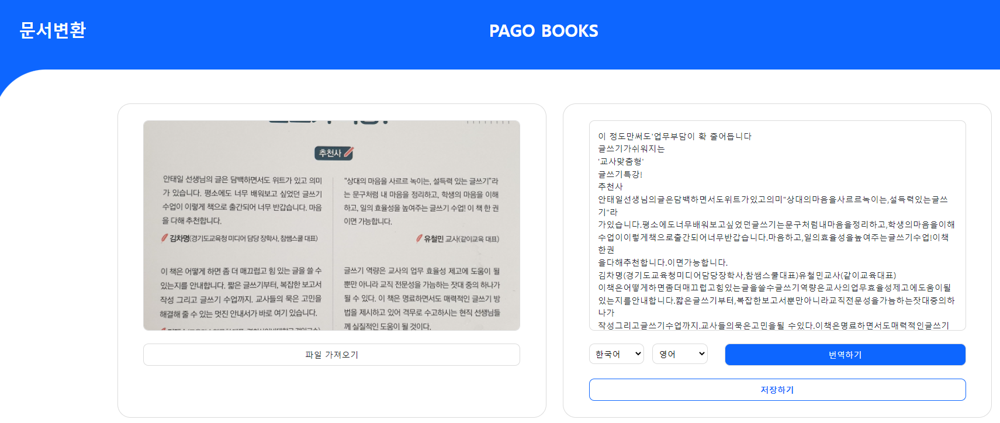 문서변환
PAGO BOOKS
추천사
안태일 선생님의 글은 담백하면서도 위트가 있고 의미
가 있습니다. 평소에도 너무 배워보고 싶었던 글쓰기
수업이 이렇게 책으로 출간되어 너무 반갑습니다. 마음
을 다해 추천합니다.
김차명(경기도교육청 미디어 담당 장학사, 참쌤스쿨 대표)
이 책은 어떻게 하면 좀 더 매끄럽고 힘 있는 글을 쓸 수
있는지를 안내합니다. 짧은 글쓰기부터, 복잡한 보고서
작성 그리고 글쓰기 수업까지. 교사들의 묵은 고민을
해결해 줄 수 있는 멋진 안내서가 바로 여기 있습니다.
"상대의 마음을 사르르 녹이는, 설득력 있는 글쓰기"라
는 문구처럼 내 마음을 정리하고, 학생의 마음을 이해
하고, 일의 효율성을 높여주는 글쓰기 수업! 이 책 한 권
이면 가능합니다.
유철민 교사(같이교육 대표)
글쓰기 역량은 교사의 업무 효율성 제고에 도움이 될
뿐만 아니라 교직 전문성을 가늠하는 잣대 중의 하나가
될 수 있다. 이 책은 명료하면서도 매력적인 글쓰기 방
법을 제시하고 있어 격무로 수고하시는 현직 선생님들
께 실질적인 도움이 될 것이다.
파일 가져오기
이 정도만써도'업무부담이 확 줄어듭니다
글쓰기가쉬워지는
'교사맞춤형'
글쓰기특강!
추천사
안태일선생님의글은담백하면서도위트가있고의미"상대의마음을사르르녹이는,설득력있는글쓰
기"라
가있습니다.평소에도너무배워보고싶었던글쓰기는문구처럼내마음을정리하고,학생의마음을이해
수업이이렇게책으로출간되어너무반갑습니다.마음하고,일의효율성을높여주는글쓰기수업!이책
한권
을다해추천합니다.이면가능합니다.
김차명(경기도교육청미디어담당장학사,참쌤스쿨대표)유철민교사(같이교육대표)
이책은어떻게하면좀더매끄럽고힘있는글을쓸수글쓰기역량은교사의업무효율성제고에도움이될
있는지를안내합니다.짧은글쓰기부터,복잡한보고서뿐만아니라교직전문성을가늠하는잣대중의하
나가
작성그리고글쓰기수업까지.교사들의묵은고민을될 수있다.이책은명료하면서도매력적인글쓰기
한국어
영어
번역하기
저장하기